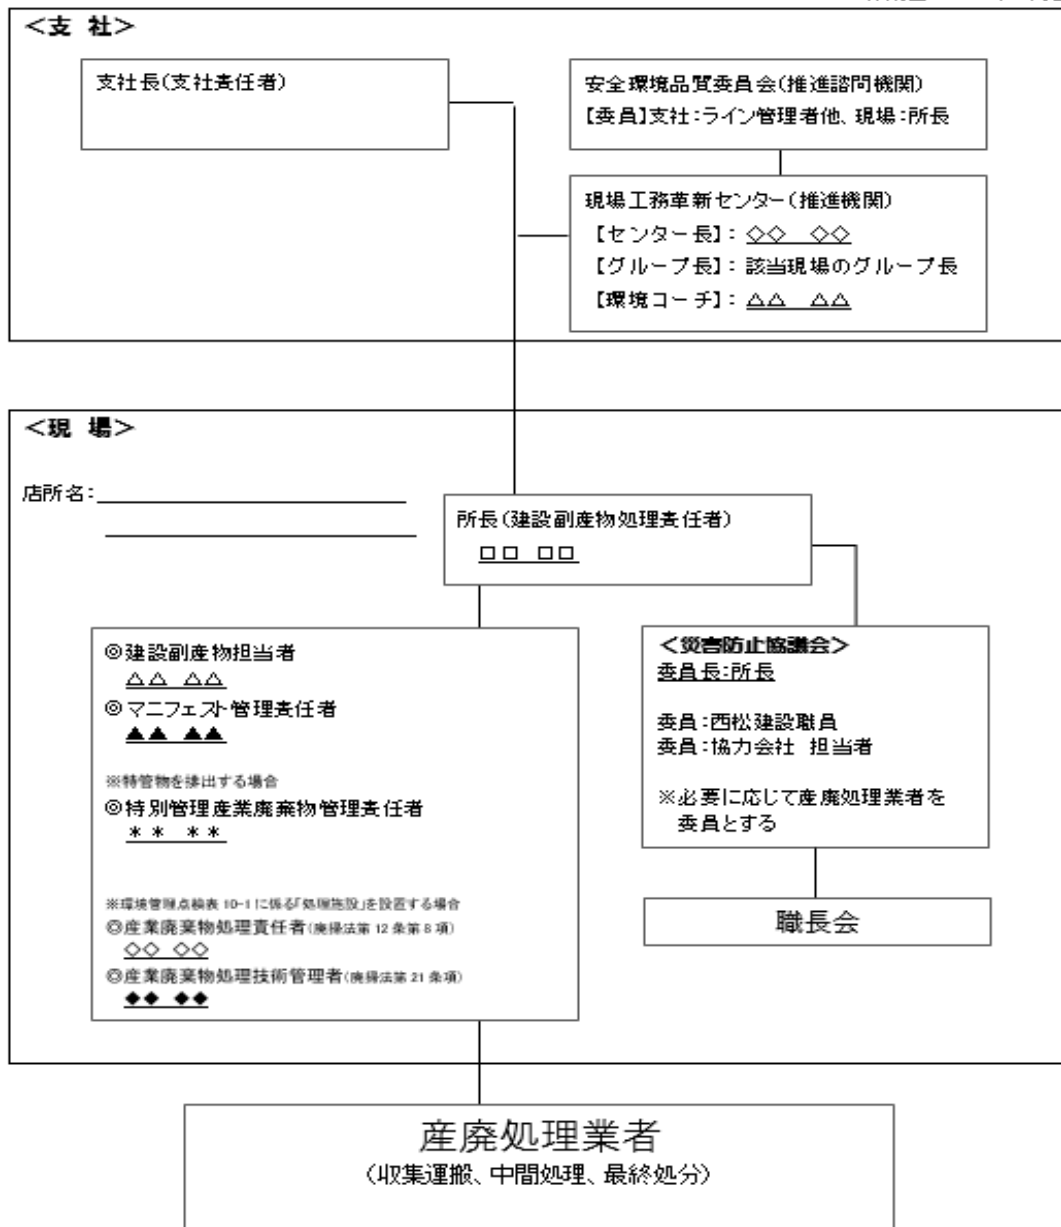 ＜支 社＞
支社長(支社責任者)
安全環境品質委員会(推進諮問機関)
【委員】支社：ライン管理者他、現場：所長
現場工務革新センター(推進機関)
【センター長】：◇◇ ◇◇
【グループ長】：該当現場のグループ長
【環境コーチ】：△△ △△
＜現 場＞
店所名：
所長(建設副産物処理責任者)
□□ □□
◎建設副産物担当者
△△ △△
◎マニフェスト管理責任者
▲▲ ▲▲
※特管物を排出する場合
◎特別管理産業廃棄物管理責任者
＊＊ ＊＊
※環境管理点検表 10-1に係る「処理施設」を設置する場合
◎産業廃棄物処理責任者(廃掃法第 12 条第 8 項)
◇◇ ◇◇
◎産業廃棄物処理技術管理者(廃掃法第 21 条項)
◆◆ ◆◆
＜災害防止協議会＞
委員長：所長
委員：西松建設職員
委員：協力会社 担当者
※必要に応じて産廃処理業者を
委員とする
職長会
産廃処理業者
(収集運搬、中間処理、最終処分)